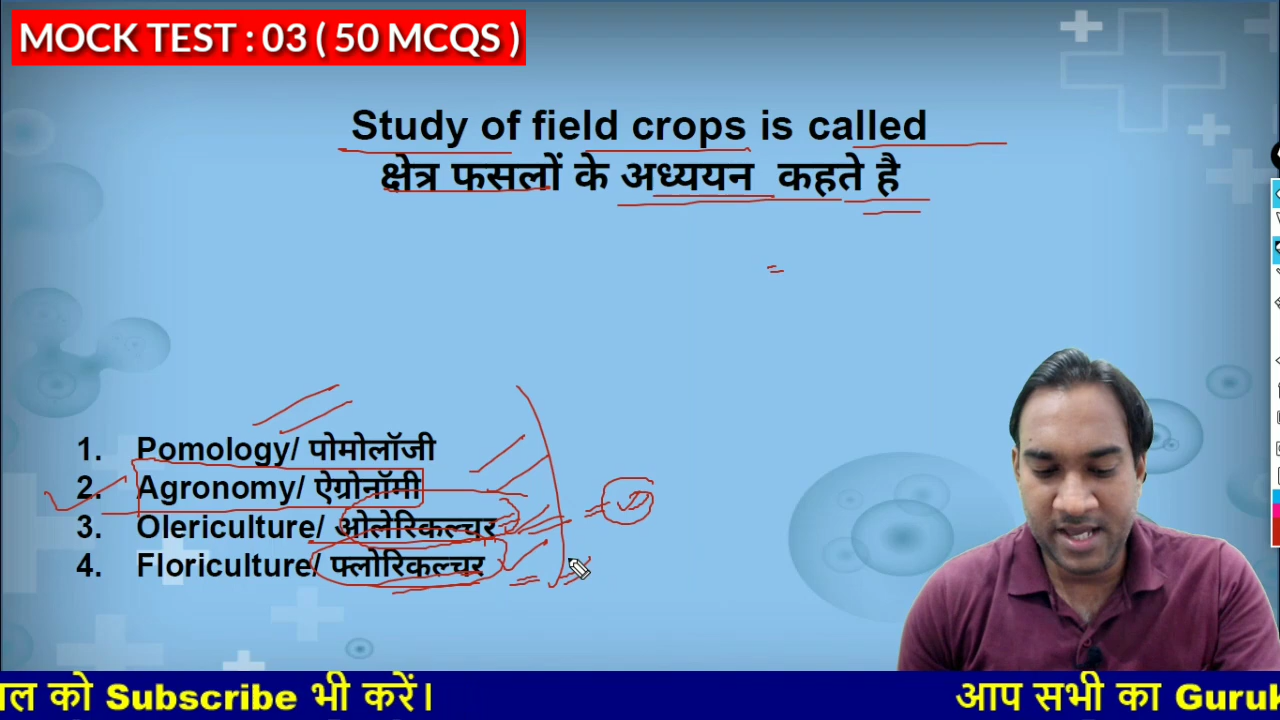 MOCK TEST : 03 ( 50 MCQS )
Study of field crops is called
क्षेत्र फसलों के अध्ययन कहते है
1. Pomology/ पोमोलॉजी
2. Agronomy/ ऐग्रोनॉमी
3. Olericulture/ ओलेरिकल्चर
4. Floriculture/ फ्लोरिकल्चर
को Subscribe भी करें। आप सभी का